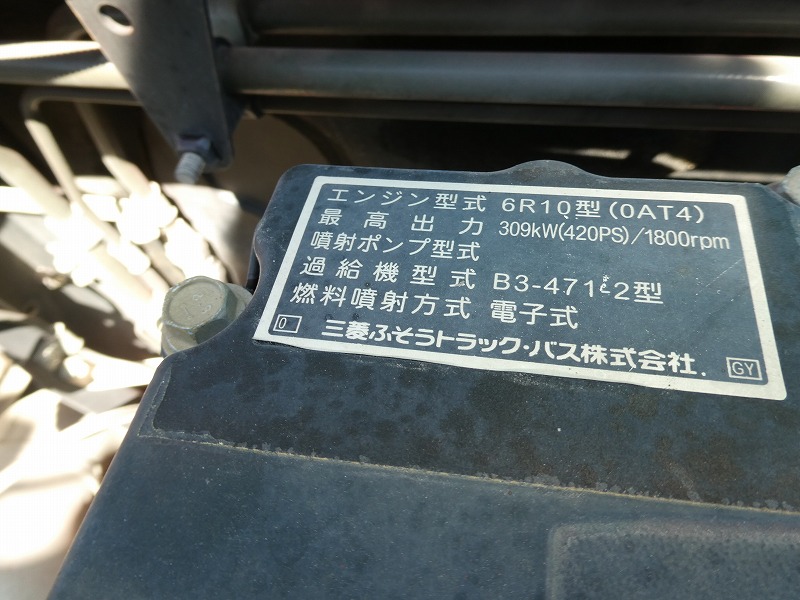 エンジン型式 6R10型(0AT4)
最高出力 309kW(420PS)/1800rpm
噴射ポンプ型式
過給機型式 B3-471-2型
燃料噴射方式 電子式
0 三菱ふそうトラック・バス株式会社. GY